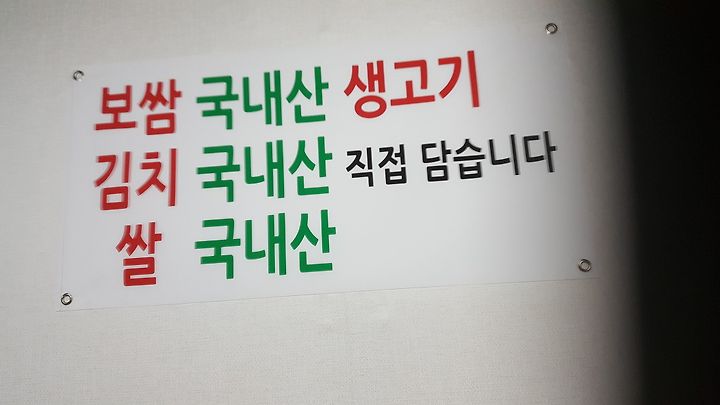 보쌈 국내산 생고기
김치 국내산 직접 담습니다
쌀 국내산